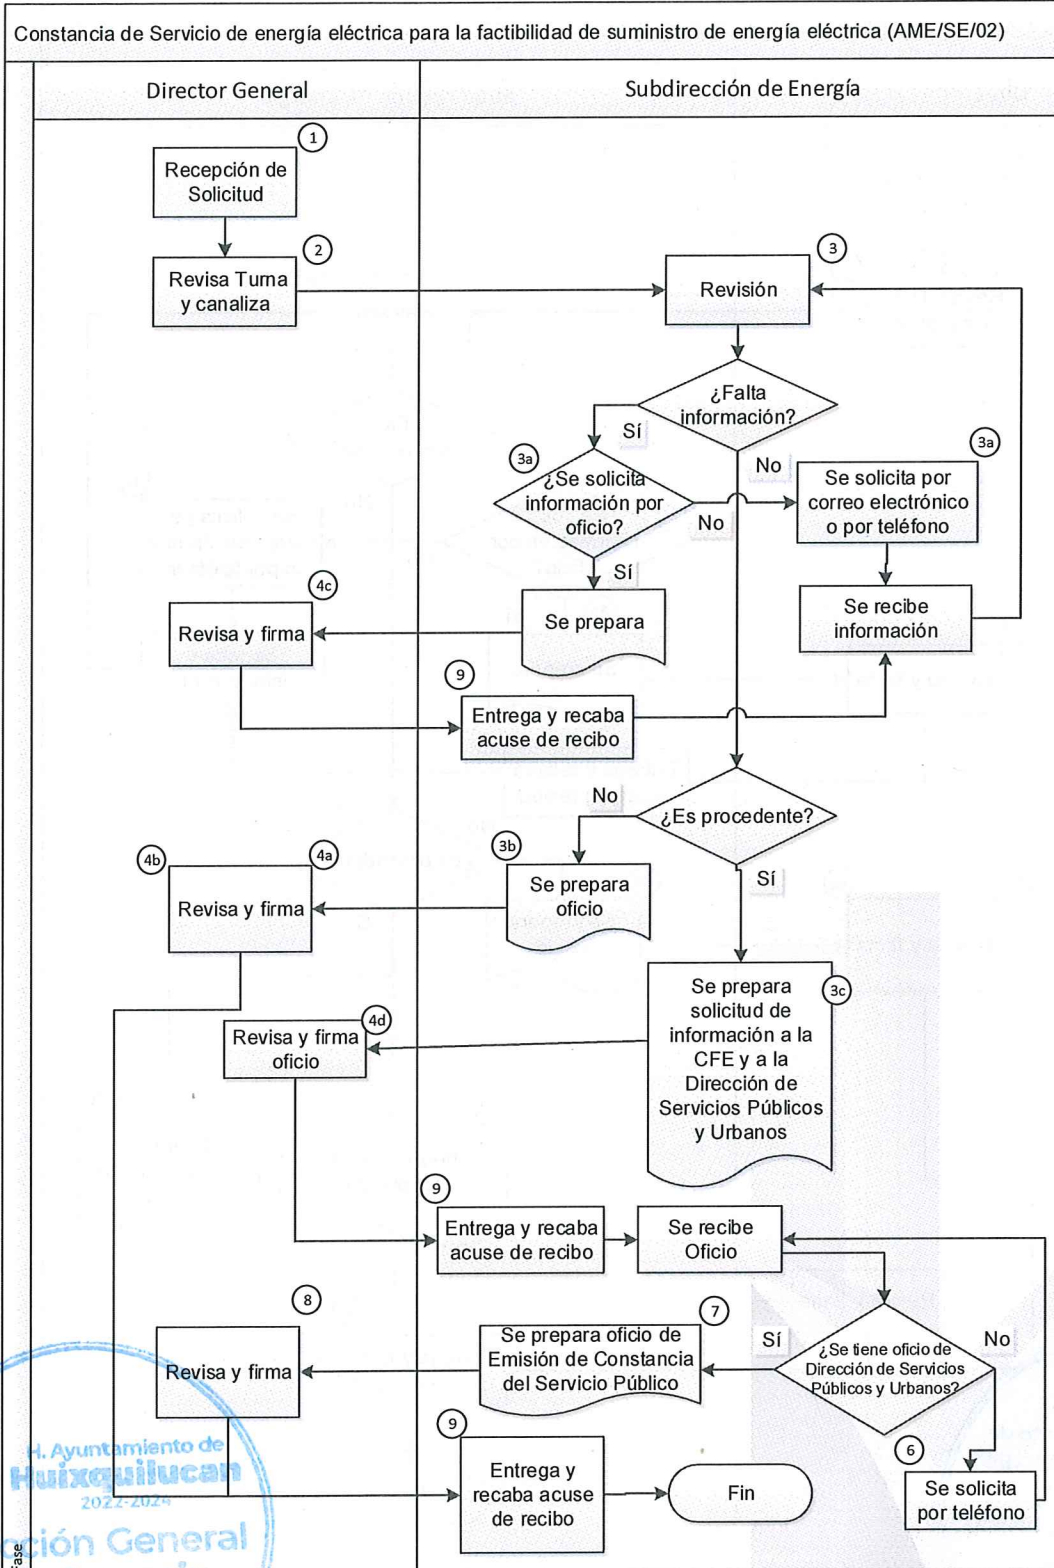 Constancia de Servicio de energía eléctrica para la factibilidad de suministro de energía eléctrica (AME/SE/02)
Director General
Subdirección de Energía
1
Recepción de
Solicitud
2
Revisa Turna
y canaliza
3
Revisión
¿Falta
información?
Sí
No
3a
¿Se solicita
información por
oficio?
No
Sí
3a
Se solicita por
correo electrónico
o por teléfono
Se recibe
información
Se prepara
4c
Revisa y firma
9
Entrega y recaba
acuse de recibo
¿Es procedente?
No
Sí
3b
Se prepara
oficio
4b
4a
Revisa y firma
3c
Se prepara
solicitud de
información a la
CFE y a la
Dirección de
Servicios Públicos
y Urbanos
4d
Revisa y firma
oficio
9
Entrega y recaba
acuse de recibo
Se recibe
Oficio
¿Se tiene oficio de
Dirección de Servicios
Públicos y Urbanos?
Sí
No
7
Se prepara oficio de
Emisión de Constancia
del Servicio Público
8
Revisa y firma
6
Se solicita
por teléfono
9
Entrega y
recaba acuse
de recibo
Fin
H. Ayuntamiento de
Huixquilucan
2022-2024
cción General
Fase